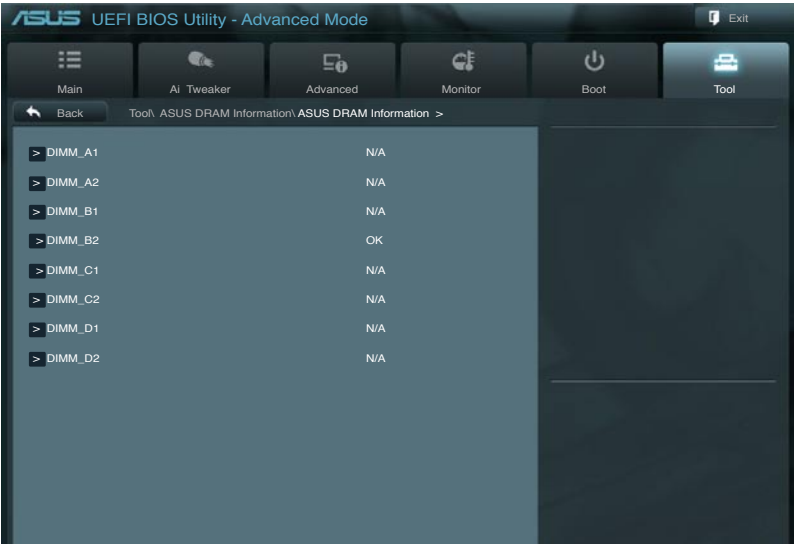 ASUS UEFI BIOS Utility - Advanced Mode
Exit
Main Ai Tweaker Advanced Monitor Boot Tool
Back Tool\ ASUS DRAM Information\ ASUS DRAM Information >
> DIMM_A1 N/A
> DIMM_A2 N/A
> DIMM_B1 N/A
> DIMM_B2 OK
> DIMM_C1 N/A
> DIMM_C2 N/A
> DIMM_D1 N/A
> DIMM_D2 N/A